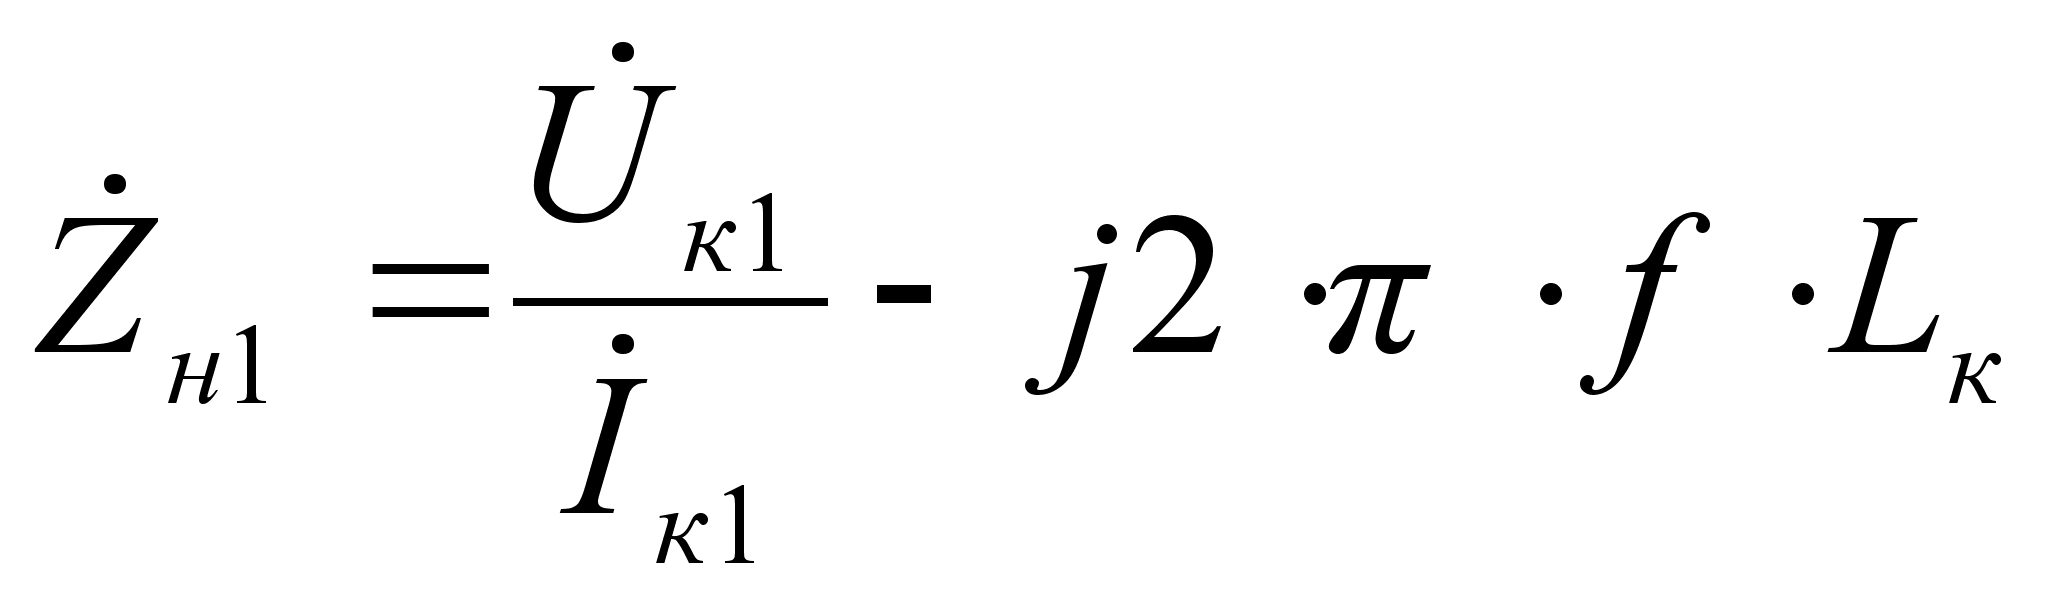 Ż_н1 = U̇_к1 / İ_к1 - j2 · π · f · L_к